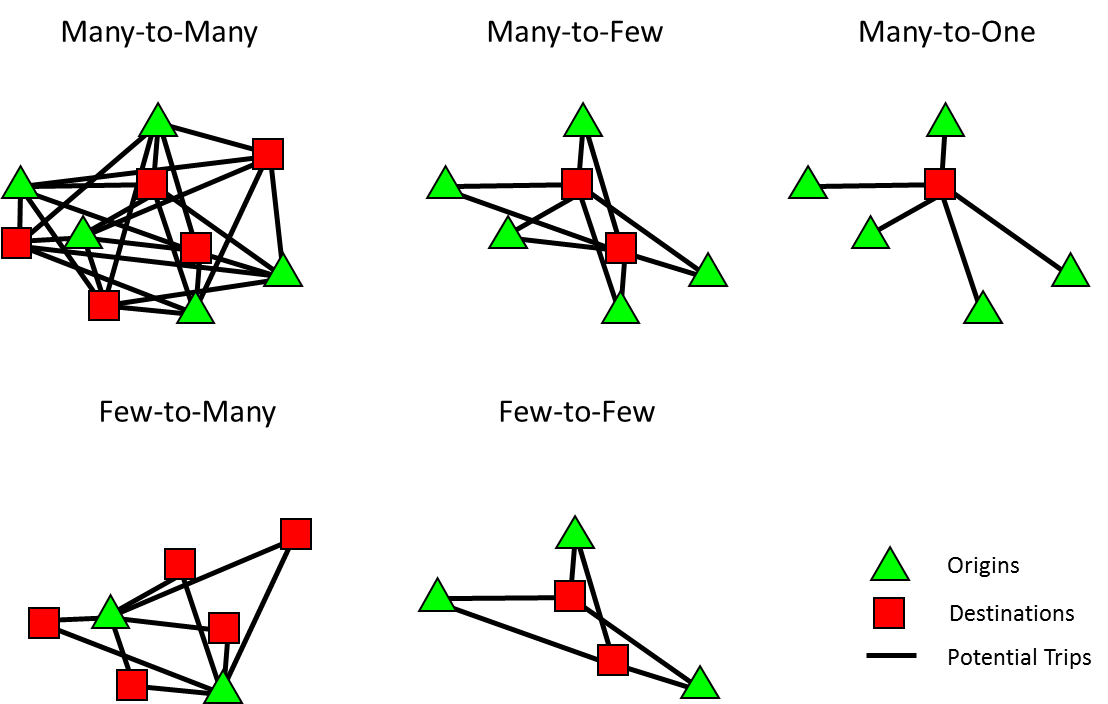 Many-to-Many
Many-to-Few
Many-to-One
Few-to-Many
Few-to-Few
Origins
Destinations
Potential Trips